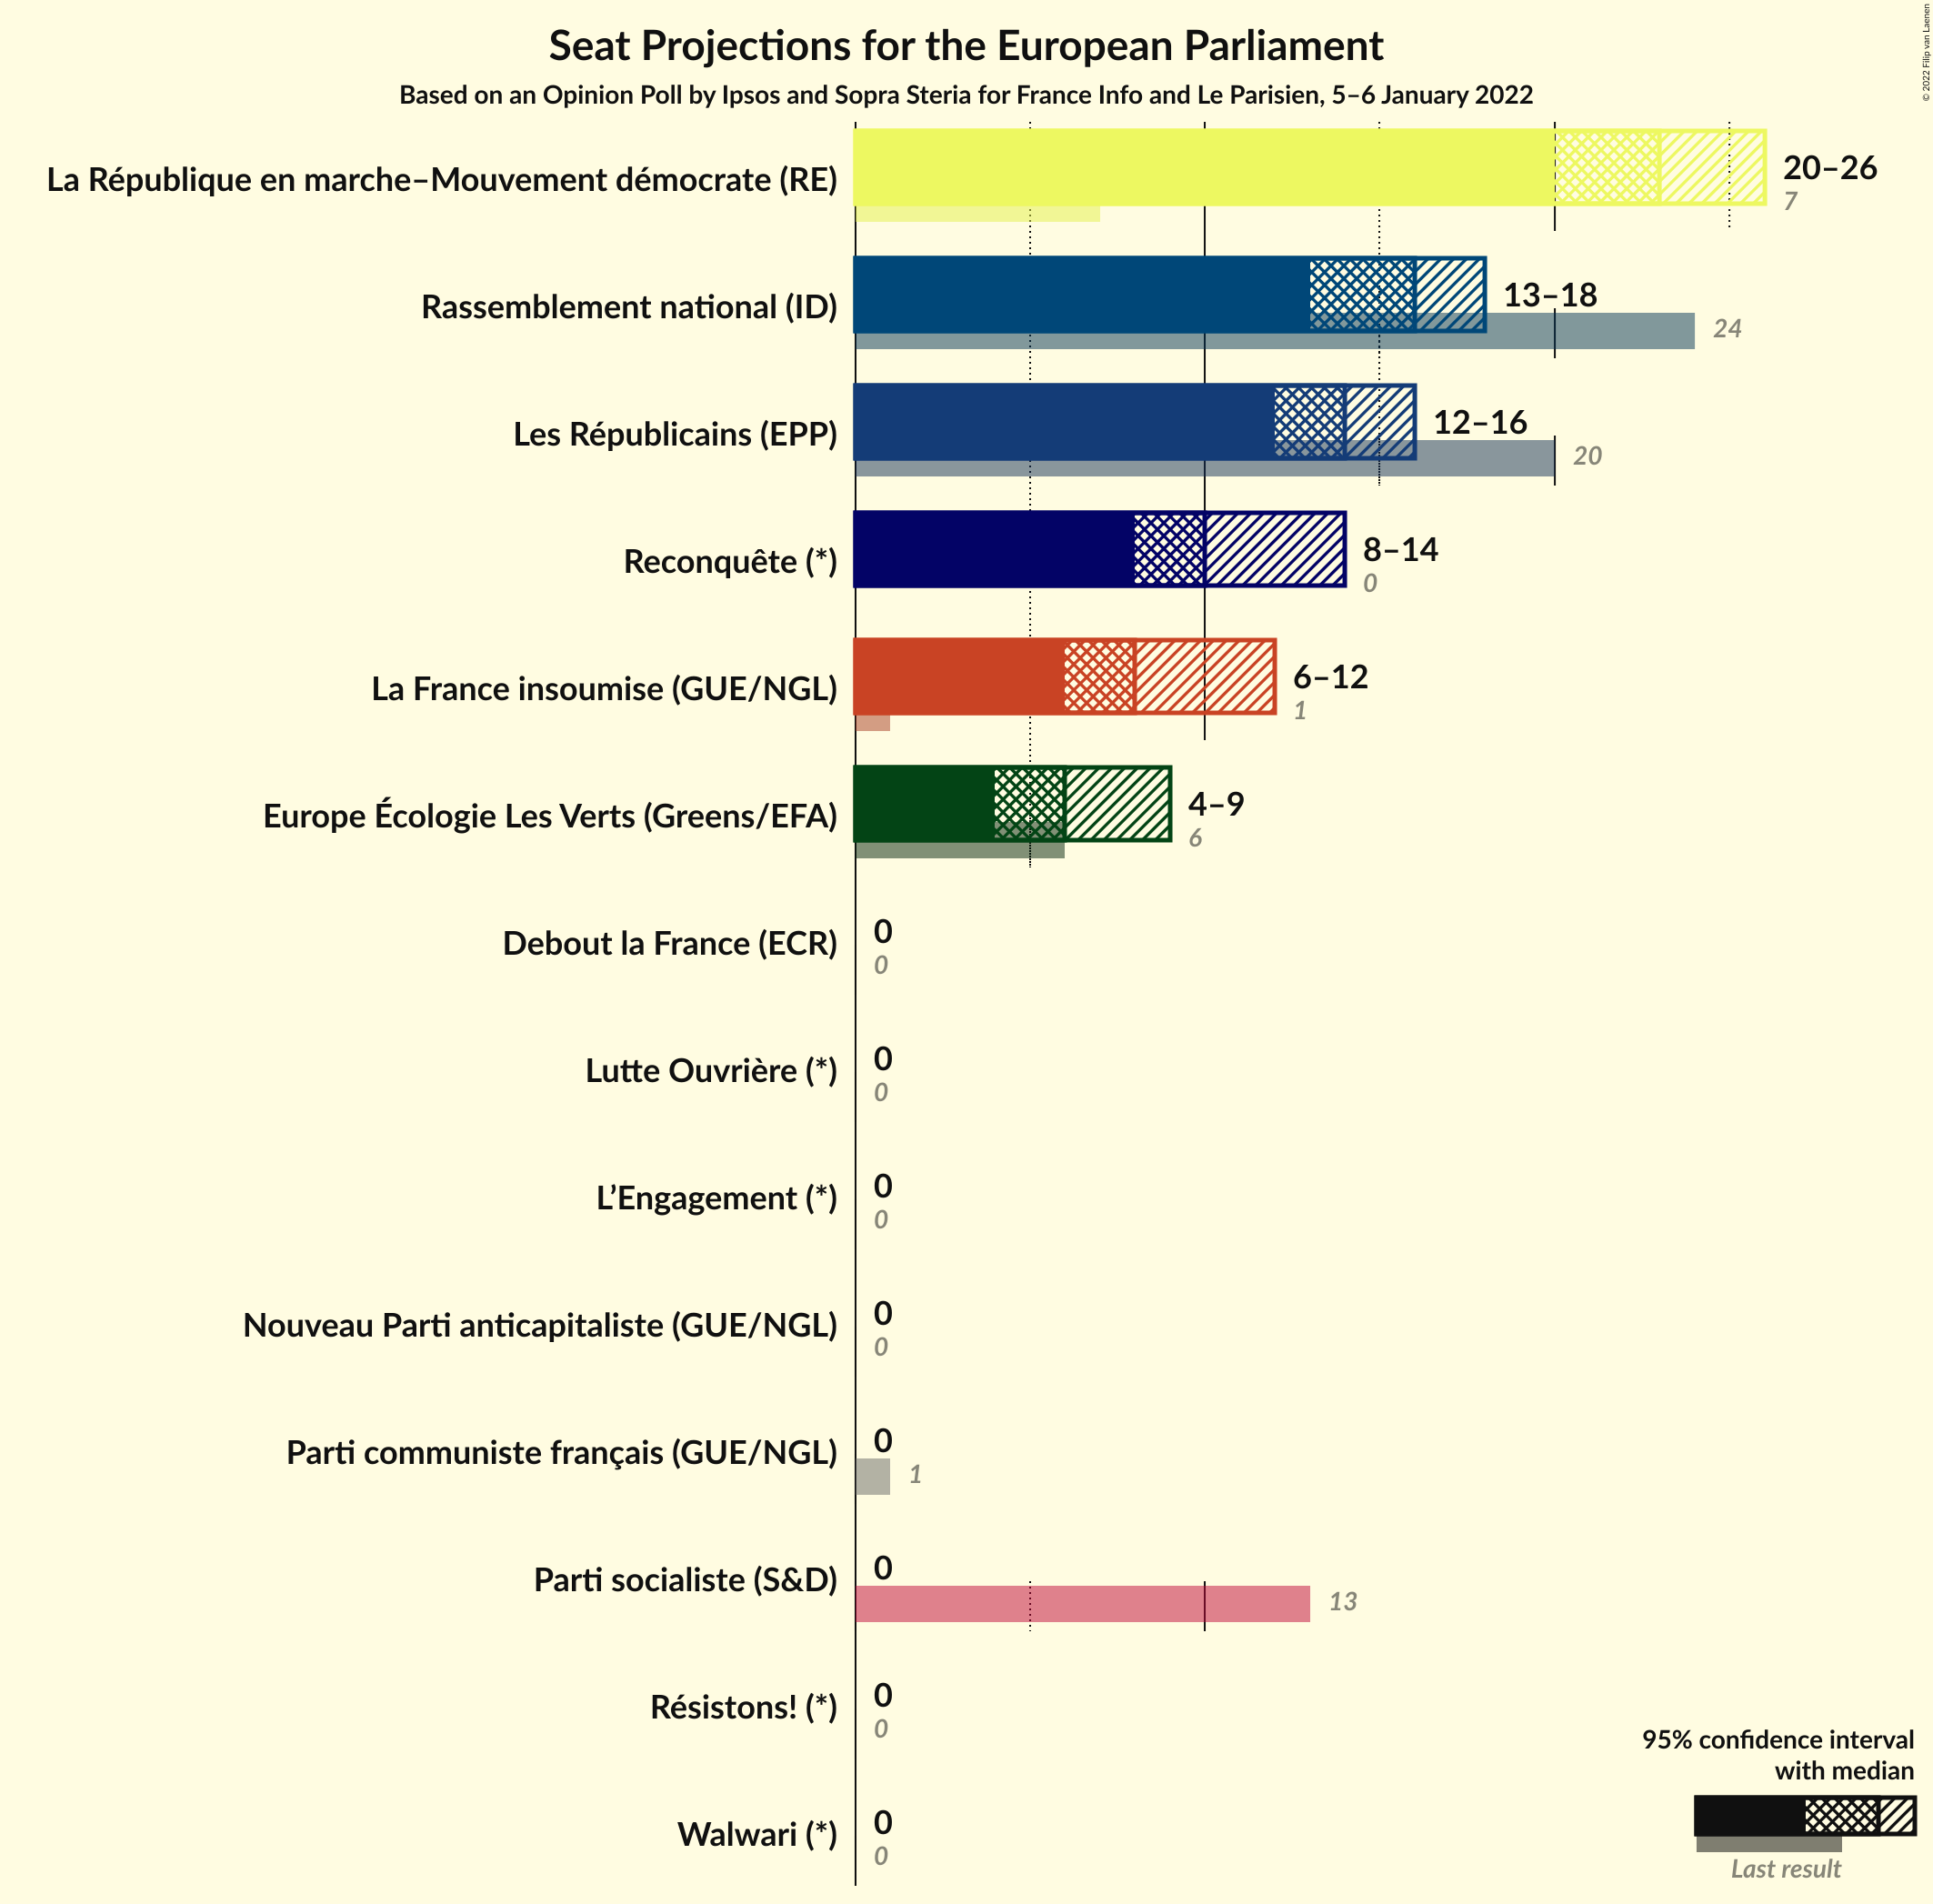 Seat Projections for the European Parliament
Based on an Opinion Poll by Ipsos and Sopra Steria for France Info and Le Parisien, 5–6 January 2022
© 2022 Filip van Laenen
La République en marche–Mouvement démocrate (RE)
20–26
7
Rassemblement national (ID)
13–18
24
Les Républicains (EPP)
12–16
20
Reconquête (*)
8–14
0
La France insoumise (GUE/NGL)
6–12
1
Europe Écologie Les Verts (Greens/EFA)
4–9
6
Debout la France (ECR)
0
0
Lutte Ouvrière (*)
0
0
L’Engagement (*)
0
0
Nouveau Parti anticapitaliste (GUE/NGL)
0
0
Parti communiste français (GUE/NGL)
0
1
Parti socialiste (S&D)
0
13
Résistons! (*)
0
0
Walwari (*)
0
0
95% confidence interval
with median
Last result